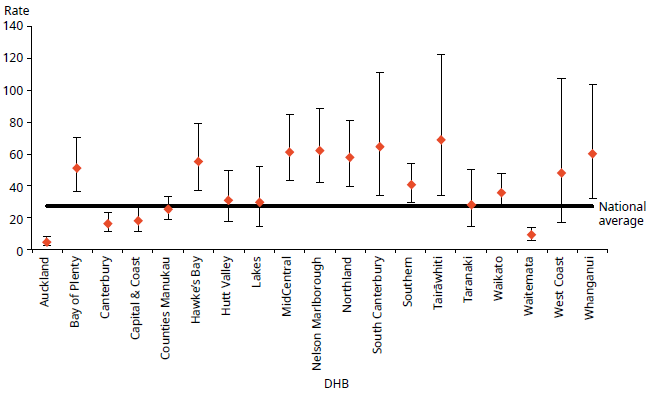 Rate
140
120
100
80
60
40
20
0
National
average
Auckland
Bay of Plenty
Canterbury
Capital & Coast
Counties Manukau
Hawke's Bay
Hutt Valley
Lakes
MidCentral
Nelson Marlborough
Northland
South Canterbury
Southern
Tairāwhiti
Taranaki
Waikato
Waitemata
West Coast
Whanganui
DHB